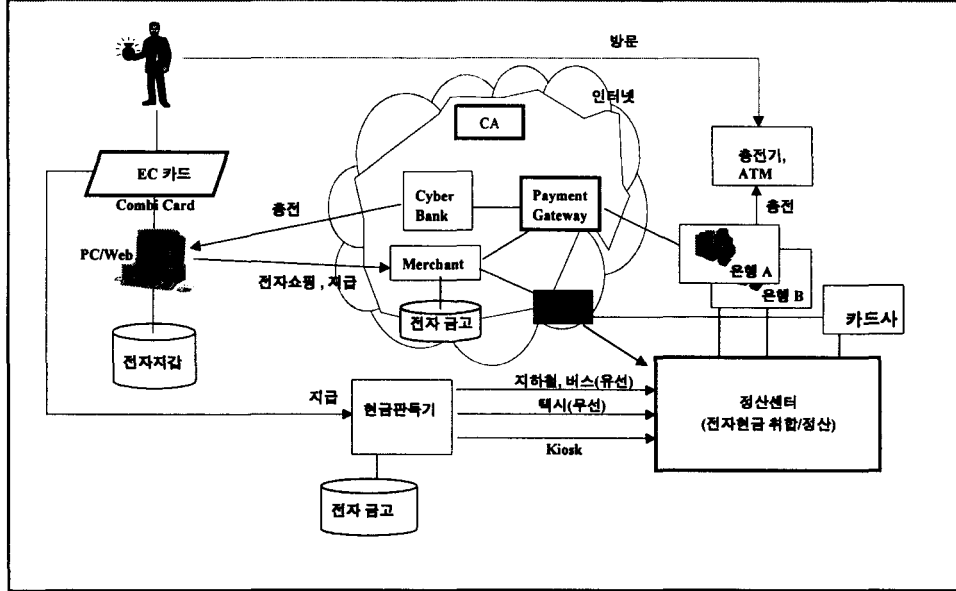 방문
인터넷
CA
충전기,
ATM
EC 카드
Combi Card
충전
Cyber
Bank
Payment
Gateway
충전
PC/Web
Merchant
은행 A
은행 B
전자쇼핑 , 지급
전자 금고
카드사
전자지갑
지하철, 버스(유선)
지급
현금판독기
택시(무선)
정산센터
(전자현금 취합/정산)
Kiosk
전자 금고